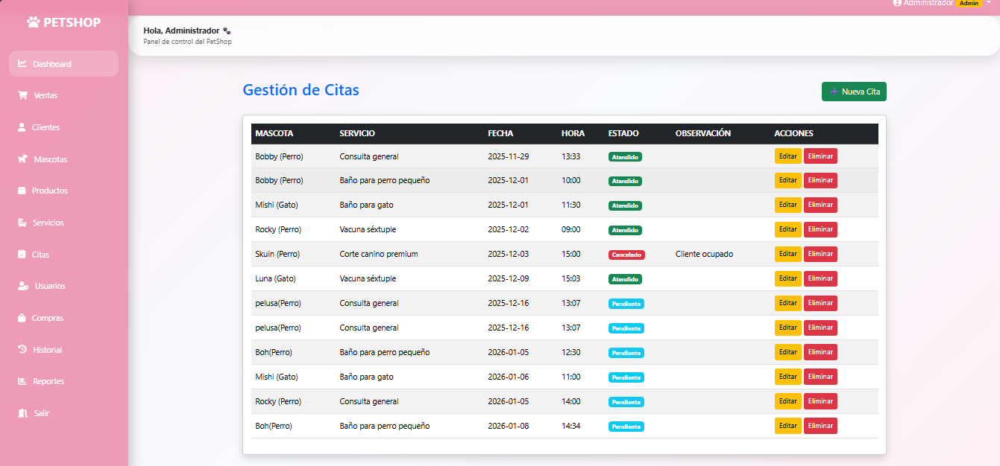 Administrador Admin
PETSHOP
Hola, Administrador
Panel de control del PetShop
Dashboard
Ventas
Clientes
Mascotas
Productos
Servicios
Citas
Usuarios
Compras
Historial
Reportes
Salir
Gestión de Citas
+ Nueva Cita
MASCOTA SERVICIO FECHA HORA ESTADO OBSERVACIÓN ACCIONES
Bobby (Perro) Consulta general 2025-11-29 13:33 Atendido Editar Eliminar
Bobby (Perro) Baño para perro pequeño 2025-12-01 10:00 Atendido Editar Eliminar
Mishi (Gato) Baño para gato 2025-12-01 11:30 Atendido Editar Eliminar
Rocky (Perro) Vacuna séxtuple 2025-12-02 09:00 Atendido Editar Eliminar
Skuin (Perro) Corte canino premium 2025-12-03 15:00 Cancelado Cliente ocupado Editar Eliminar
Luna (Gato) Vacuna séxtuple 2025-12-09 15:03 Atendido Editar Eliminar
pelusa(Perro) Consulta general 2025-12-16 13:07 Pendiente Editar Eliminar
pelusa(Perro) Consulta general 2025-12-16 13:07 Pendiente Editar Eliminar
Boh(Perro) Baño para perro pequeño 2026-01-05 12:30 Pendiente Editar Eliminar
Mishi (Gato) Baño para gato 2026-01-06 11:00 Pendiente Editar Eliminar
Rocky (Perro) Consulta general 2026-01-05 14:00 Pendiente Editar Eliminar
Boh(Perro) Baño para perro pequeño 2026-01-08 14:34 Pendiente Editar Eliminar